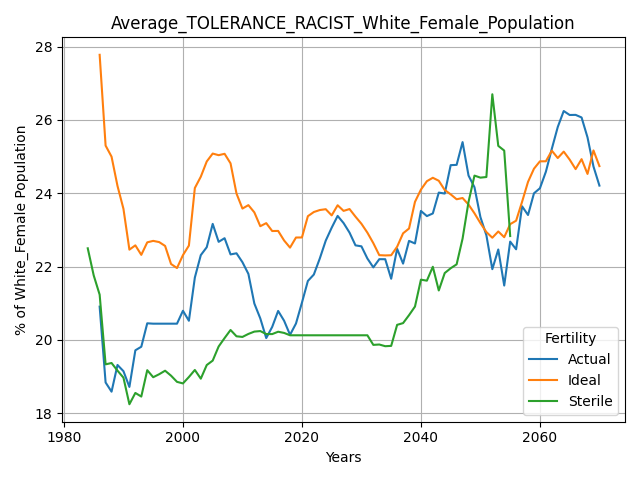 Average_TOLERANCE_RACIST_White_Female_Population
% of White_Female Population
28
26
24
22
20
18
1980
2000
2020
2040
2060
Years
Fertility
Actual
Ideal
Sterile